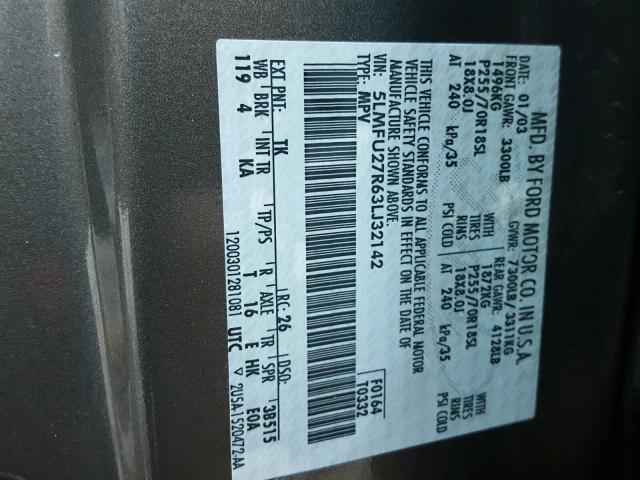 MFD. BY FORD MOTOR CO. IN U.S.A.
DATE: 01/03 GVWR: 7300LB/ 3311KG
FRONT GAWR: 3300LB REAR GAWR: 4128LB
1496KG WITH 1872KG WITH
P255/70R18SL TIRES P255/70R18SL TIRES
18X8.0J RIMS 18X8.0J RIMS
AT 240 kPa/35 PSI COLD AT 240 kPa/35 PSI COLD
THIS VEHICLE CONFORMS TO ALL APPLICABLE FEDERAL MOTOR
VEHICLE SAFETY STANDARDS IN EFFECT ON THE DATE OF
MANUFACTURE SHOWN ABOVE
VIN: 5LMFU27R63LJ32142
TYPE: MPV
F0164
T0332
EXT PNT: TK RC: 26 DSO:
WB BRK INT TR TP/PS R AXLE TR SPR 3B515
119 4 KA T 16 E HK E0A
1200301281081 UTC ▽ 2U5A-1520472-AA